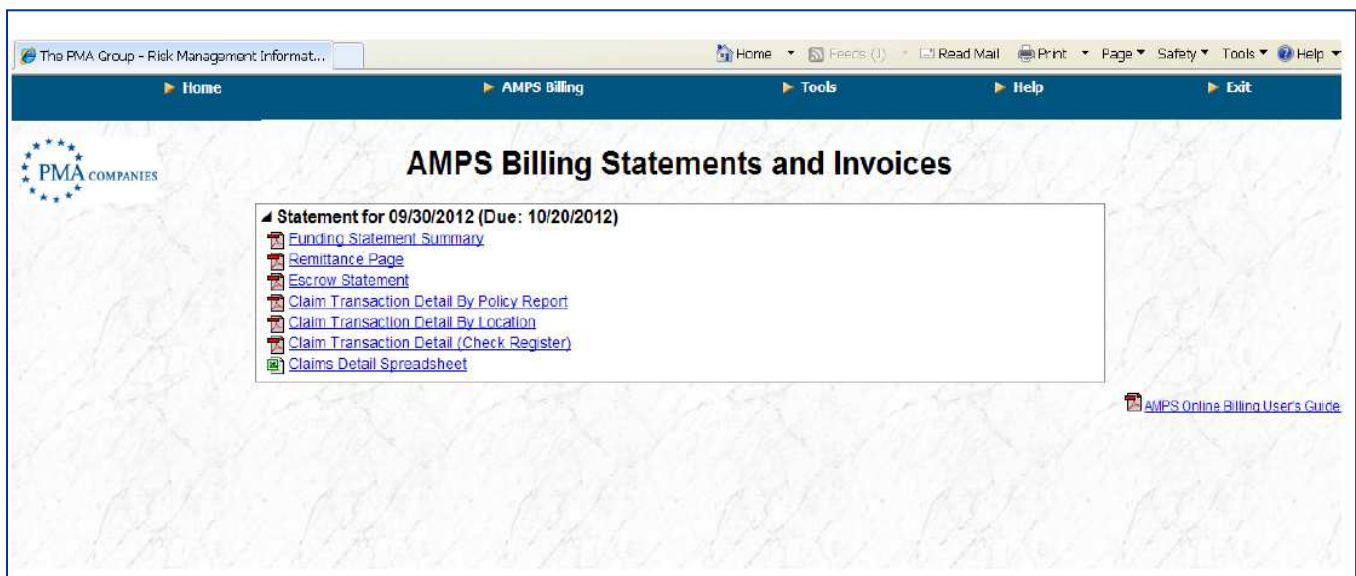 The PMA Group - Risk Management Informat...
Home Feeds (J) Read Mail Print Page Safety Tools Help
Home AMPS Billing Tools Help Exit
PMA COMPANIES
AMPS Billing Statements and Invoices
Statement for 09/30/2012 (Due: 10/20/2012)
Funding Statement Summary
Remittance Page
Escrow Statement
Claim Transaction Detail By Policy Report
Claim Transaction Detail By Location
Claim Transaction Detail (Check Register)
Claims Detail Spreadsheet
AMPS Online Billing User's Guide